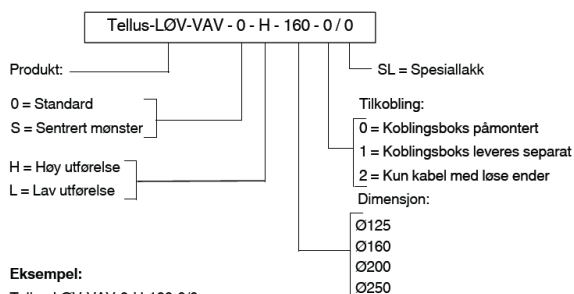 Tellus-LØV-VAV - 0 - H - 160 - 0 / 0
Produkt:
SL = Spesiallakk
0 = Standard
S = Sentrert mønster
Tilkobling:
0 = Koblingsboks påmontert
1 = Koblingsboks leveres separat
2 = Kun kabel med løse ender
H = Høy utførelse
L = Lav utførelse
Dimensjon:
Ø125
Ø160
Ø200
Ø250
Eksempel: